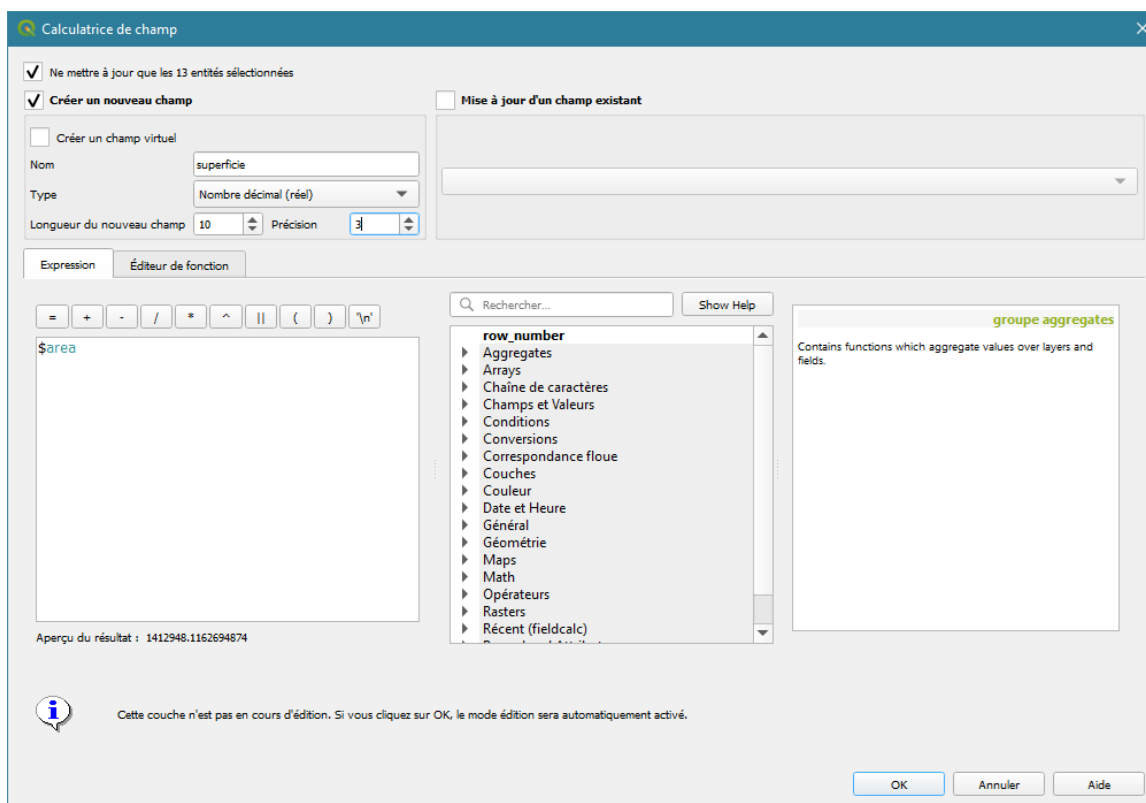 Calculatrice de champ
Ne mettre à jour que les 13 entités sélectionnées
Créer un nouveau champ
Mise à jour d'un champ existant
Créer un champ virtuel
Nom superficie
Type Nombre décimal (réel)
Longueur du nouveau champ 10 Précision 3
Expression Éditeur de fonction
= + - / * ^ || ( ) '\n'
$area
Aperçu du résultat : 1412948.1162694874
Rechercher... Show Help
row_number
Aggregates
Arrays
Chaîne de caractères
Champs et Valeurs
Conditions
Conversions
Correspondance floue
Couches
Couleur
Date et Heure
Général
Géométrie
Maps
Math
Opérateurs
Rasters
Récent (fieldcalc)
groupe aggregates
Contains functions which aggregate values over layers and
fields.
Cette couche n'est pas en cours d'édition. Si vous cliquez sur OK, le mode édition sera automatiquement activé.
OK Annuler Aide